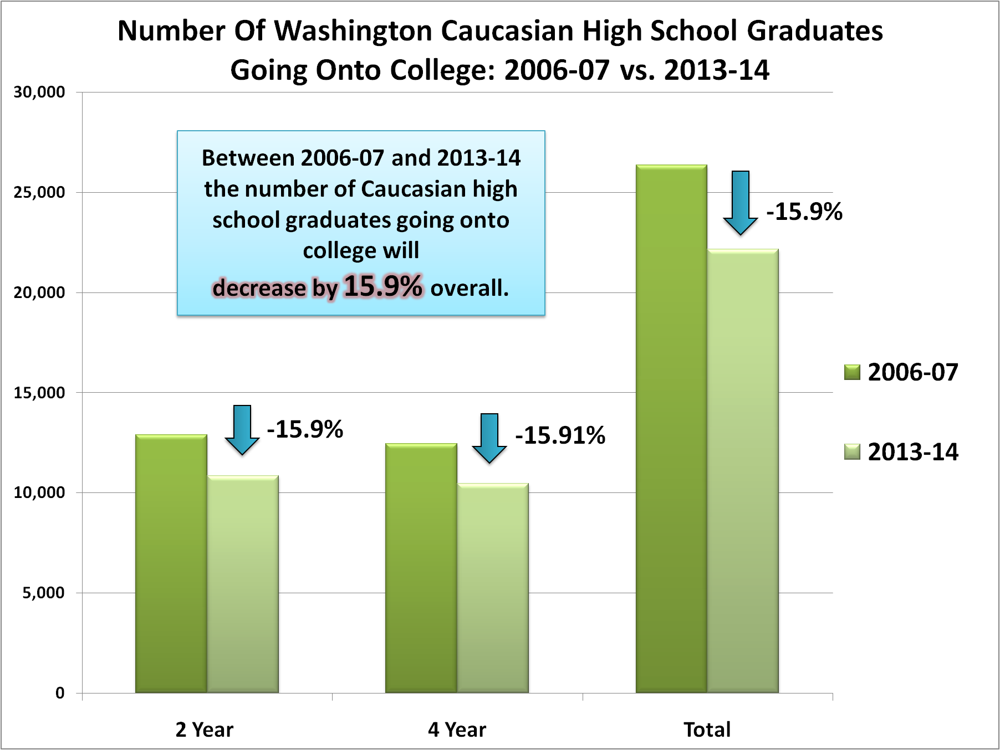 Number Of Washington Caucasian High School Graduates
Going Onto College: 2006-07 vs. 2013-14
30,000
25,000
20,000
15,000
10,000
5,000
0
Between 2006-07 and 2013-14
the number of Caucasian high
school graduates going onto
college will
decrease by 15.9% overall.
-15.9%
-15.91%
-15.9%
2006-07
2013-14
2 Year
4 Year
Total